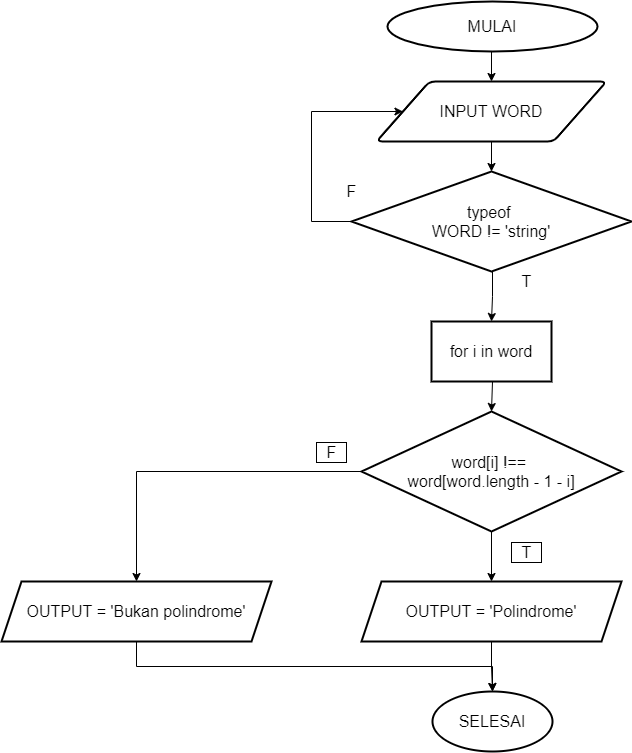 MULAI
INPUT WORD
F
typeof
WORD != 'string'
T
for i in word
F
word[i] !==
word[word.length - 1 - i]
T
OUTPUT = 'Bukan polindrome'
OUTPUT = 'Polindrome'
SELESAI